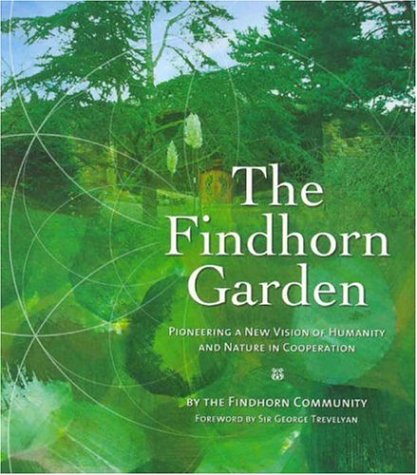 The
Findhorn
Garden
Pioneering a New Vision of Humanity
and Nature in Cooperation
by the Findhorn Community
Foreword by Sir George Trevelyan